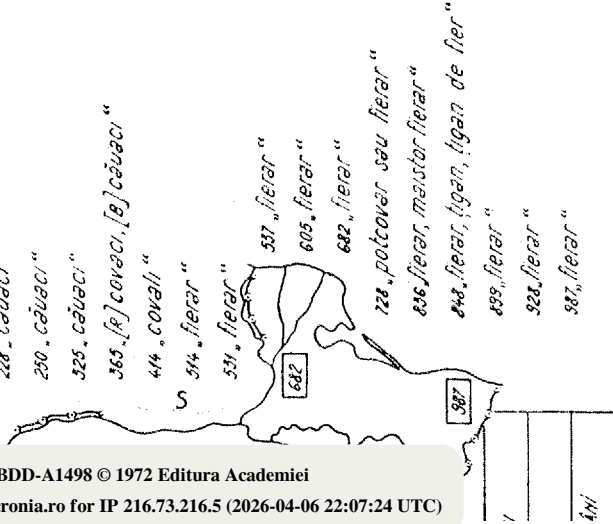 228 „căuaci“
250 „căuaci“
325 „căuaci“
365 „[R] covaci, [B] căuaci“
414 „covali“
514 „fierar“
531 „fierar“
537 „fierar“
605 „fierar“
682 „fierar“
728 „potcovar sau fierar“
836 „fierar, maistor fierar“
848 „fierar, țigan, țigan de fier“
899 „fierar“
928 „fierar“
987 „fierar“
S
682
987
BDD-A1498 © 1972 Editura Academiei
cronia.ro for IP 216.73.216.5 (2026-04-06 22:07:24 UTC)